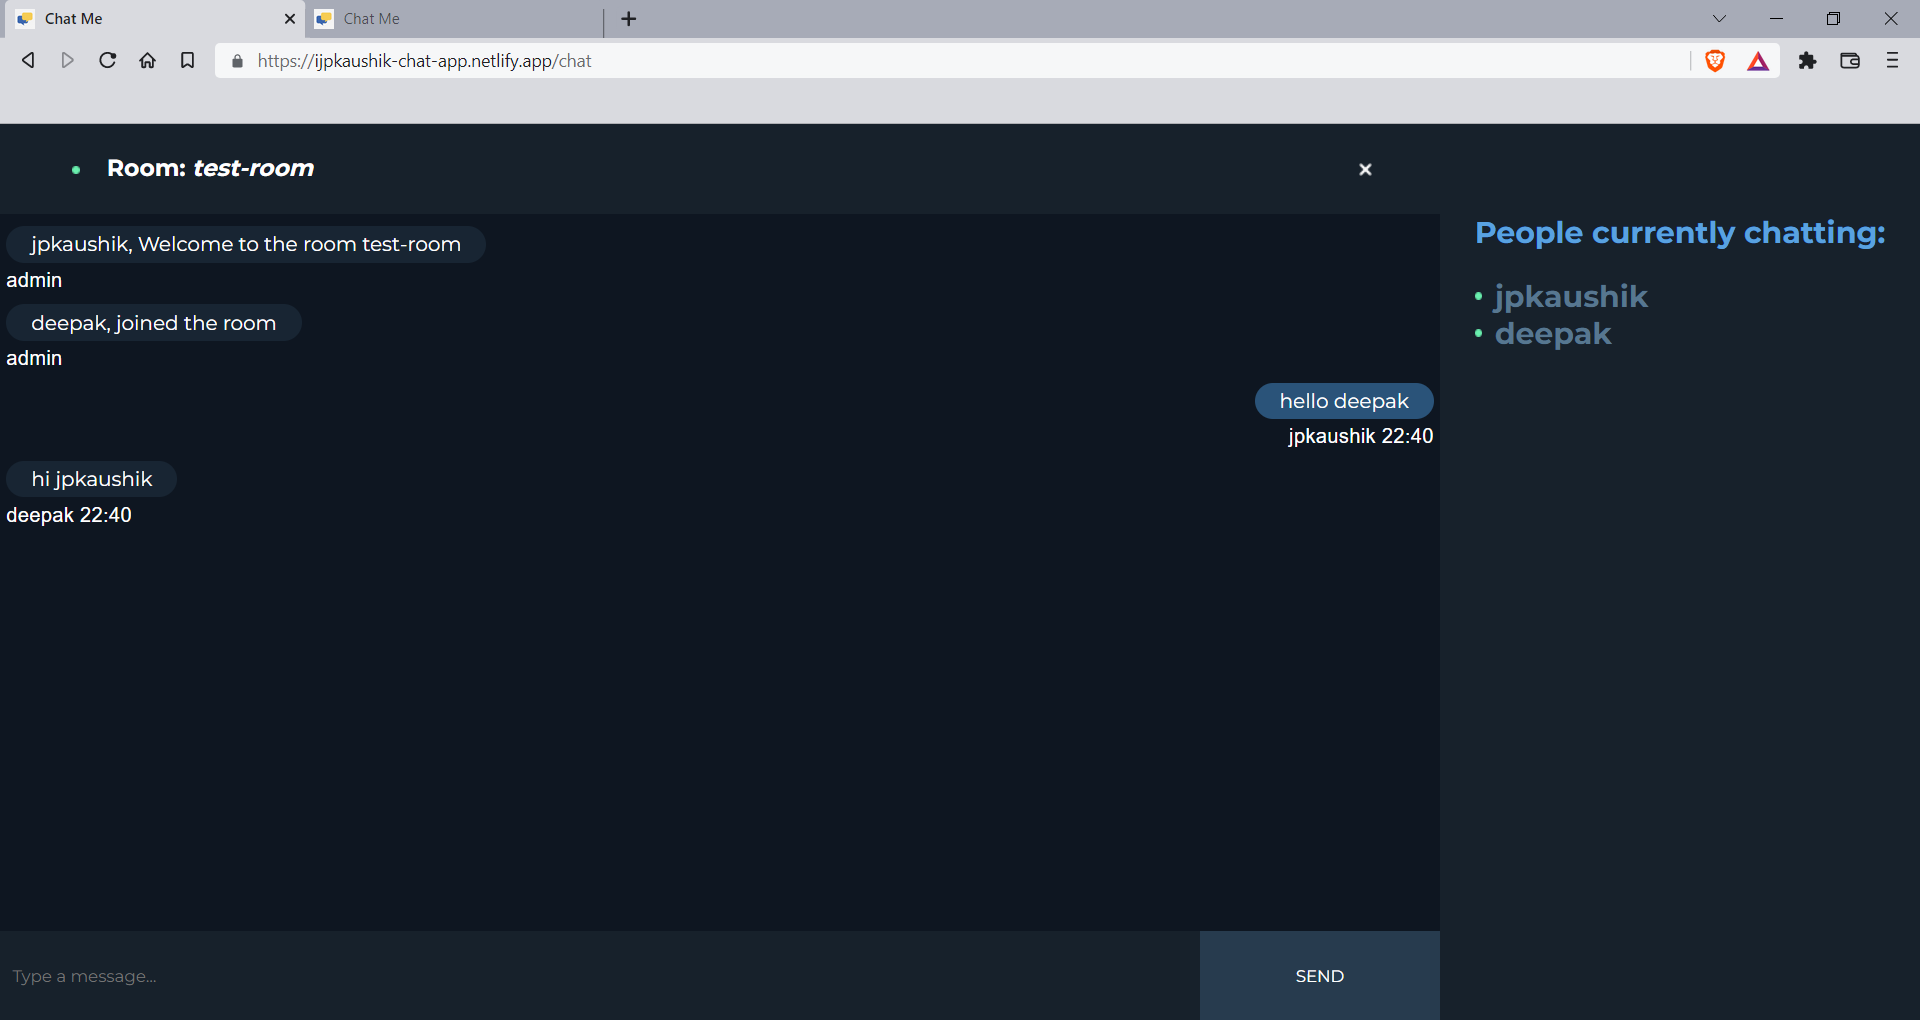 Chat Me
Chat Me
https://ijpkaushik-chat-app.netlify.app/chat
Room: test-room
jpkaushik, Welcome to the room test-room
admin
deepak, joined the room
admin
hello deepak
jpkaushik 22:40
hi jpkaushik
deepak 22:40
Type a message...
SEND
People currently chatting:
jpkaushik
deepak